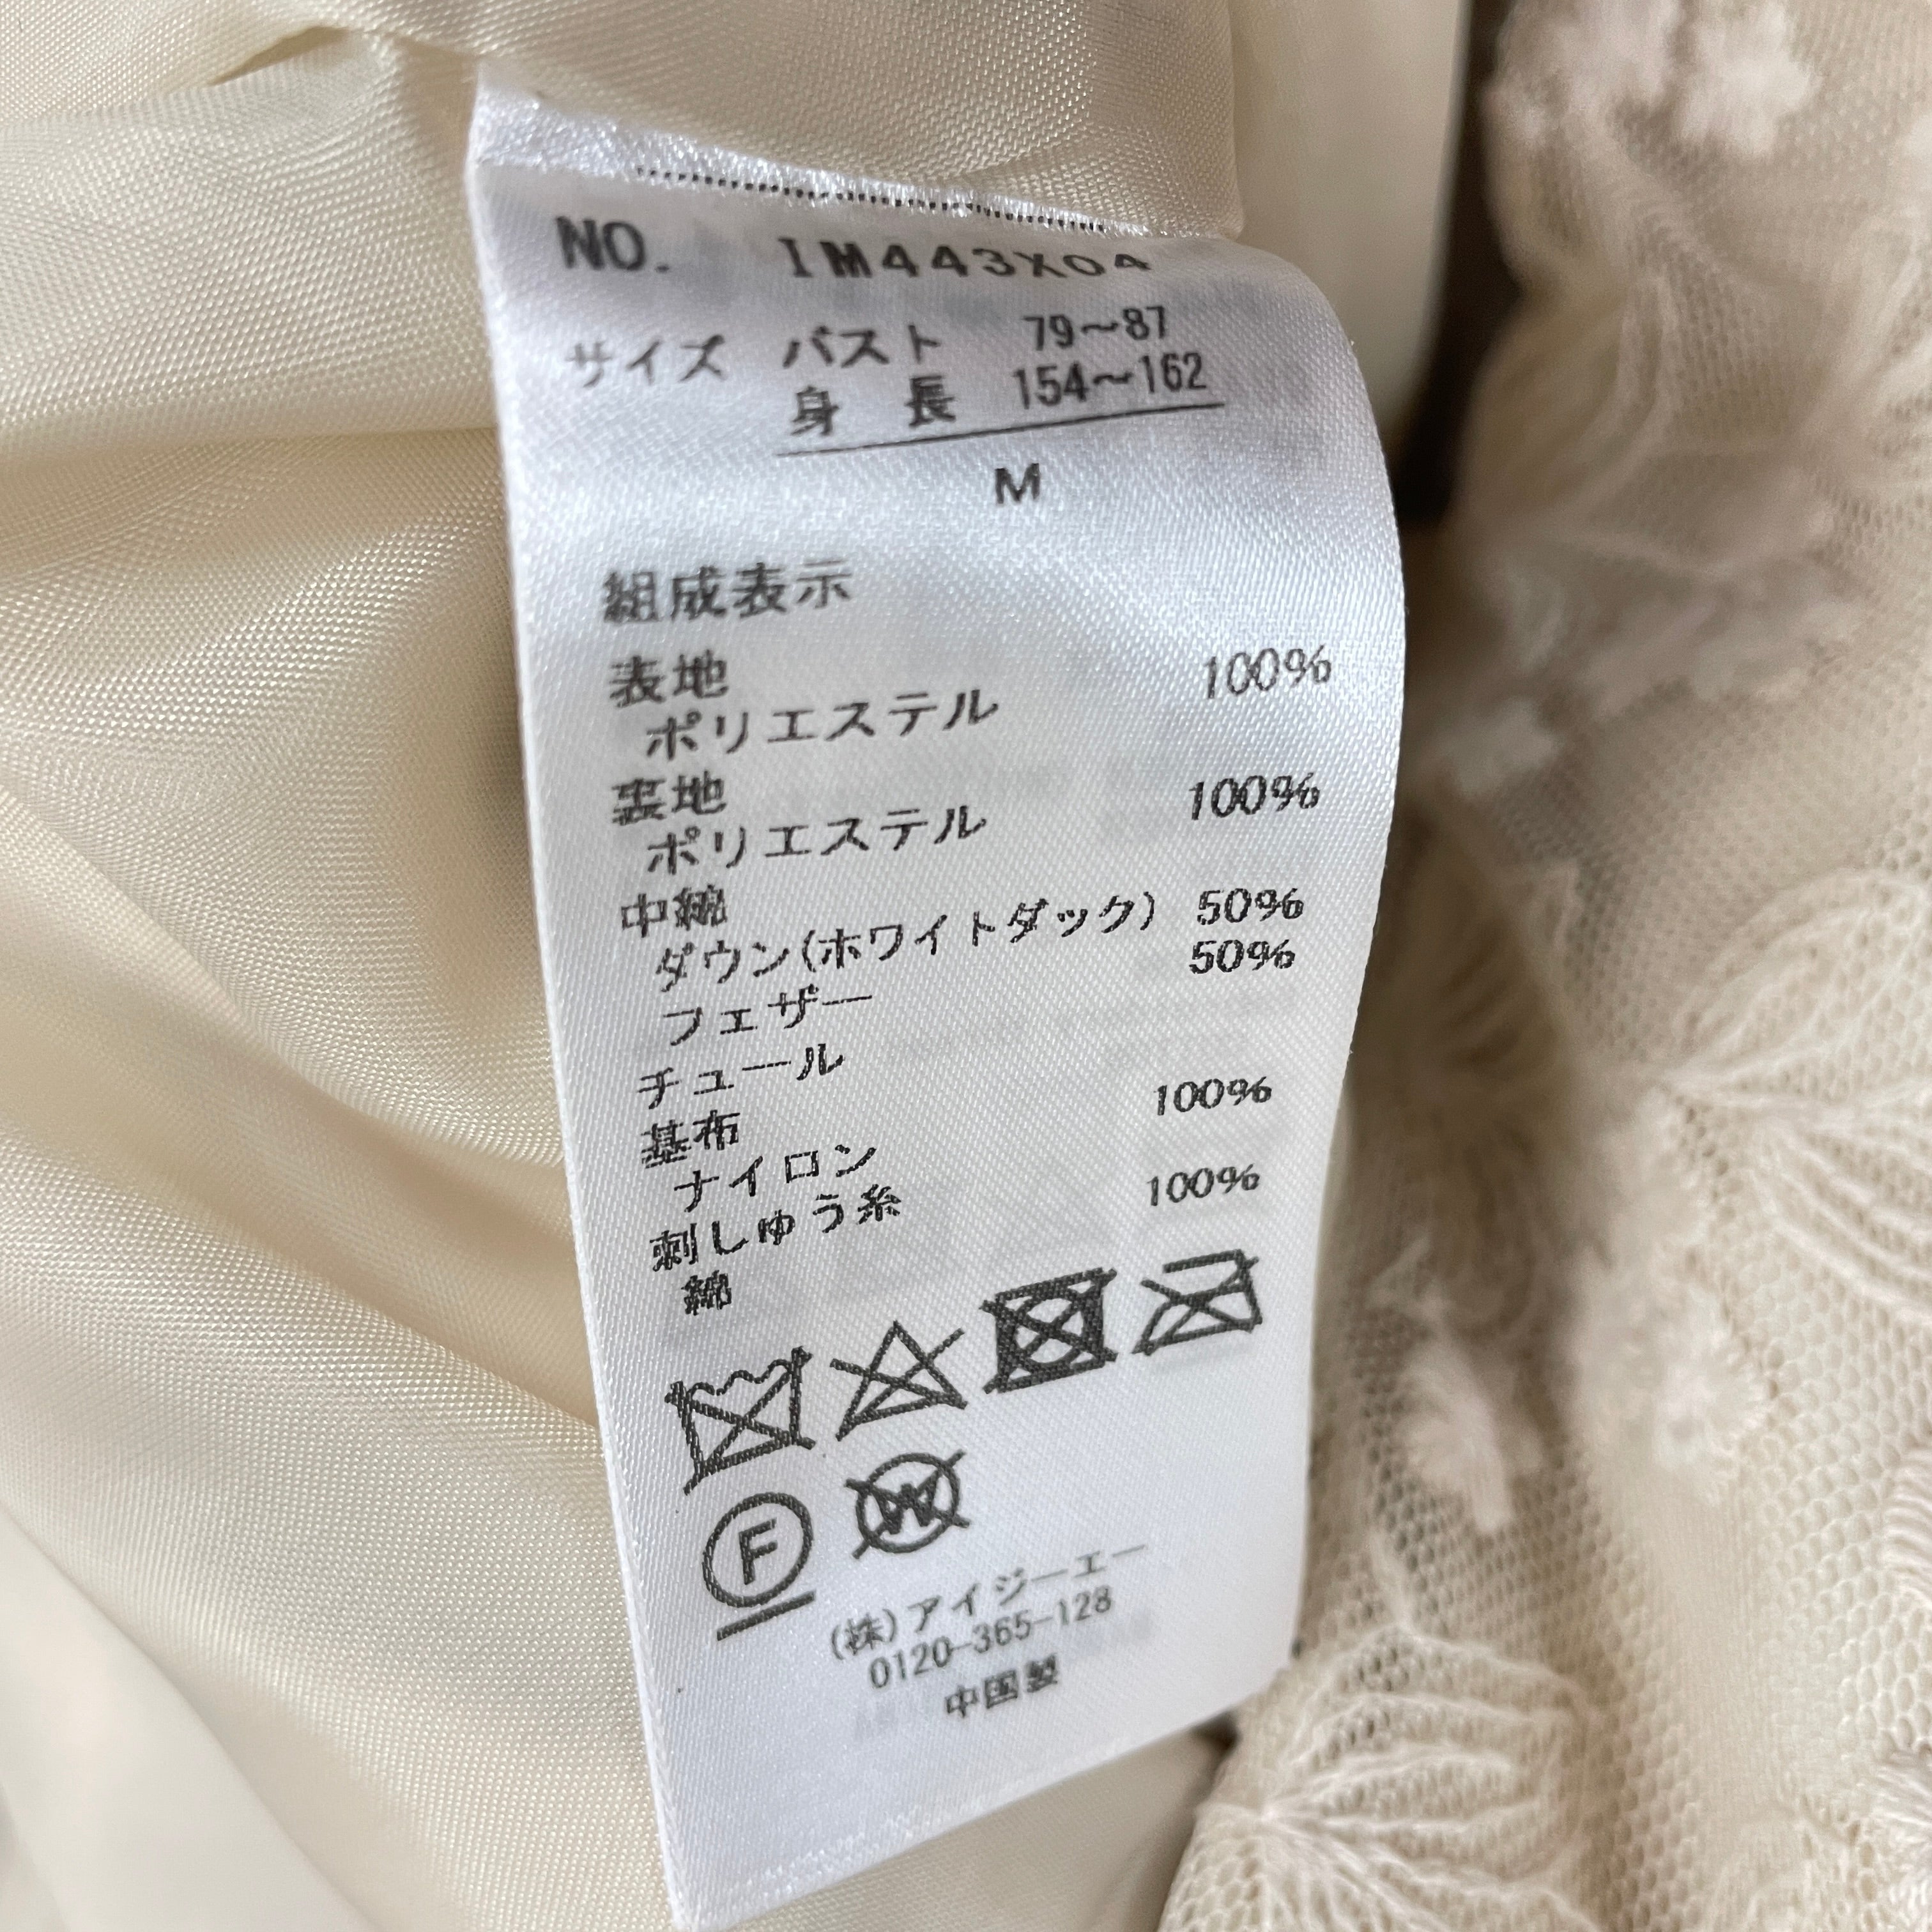 NO. IM443X04
サイズ バスト 79～87
身長 154～162
M
組成表示
表地
ポリエステル 100%
裏地
ポリエステル 100%
中綿
ダウン(ホワイトダック) 50%
フェザー 50%
チュール
基布
ナイロン 100%
刺しゅう糸
綿 100%
F
W
(株)アイジーエー
0120-365-128
中国製